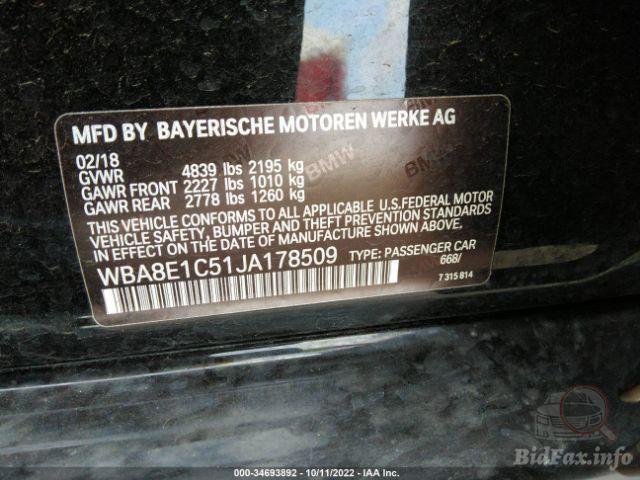 MFD BY BAYERISCHE MOTOREN WERKE AG
02/18
GVWR 4839 lbs 2195 kg
GAWR FRONT 2227 lbs 1010 kg
GAWR REAR 2778 lbs 1260 kg
THIS VEHICLE CONFORMS TO ALL APPLICABLE U.S.FEDERAL MOTOR
VEHICLE SAFETY, BUMPER, AND THEFT PREVENTION STANDARDS
IN EFFECT ON THE DATE OF MANUFACTURE SHOWN ABOVE.
WBA8E1C51JA178509 TYPE: PASSENGER CAR
668/
7 315 814
BMW
BidFax.info
000-34693892 - 10/11/2022 - IAA Inc.